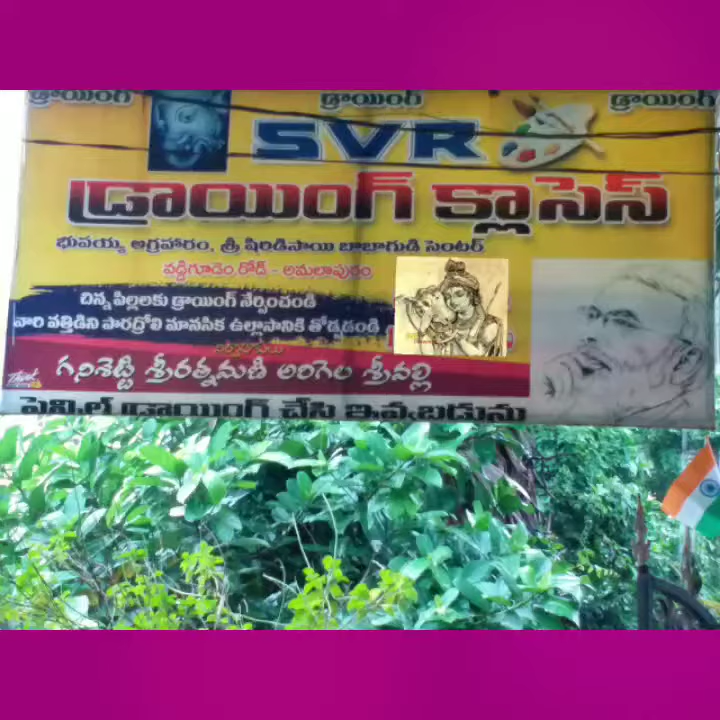 డ్రాయింగ్ డ్రాయింగ్ డ్రాయింగ్
SVR
డ్రాయింగ్ క్లాసెస్
భుపయ్య అగ్రహారం, శ్రీ షిరిడిసాయి బాబాగుడి సెంటర్
వడ్డిగూడెం,రోడ్ - అమలాపురం
చిన్న పిల్లలకు డ్రాయింగ్ నేర్పించండి
వారి వత్తిడిని పారద్రోలి మానసిక ఉల్లాసానికి తోడ్పడండి
గనిశెట్టి శ్రీరత్నమణి అరిగెల శ్రీవల్లి
పెన్సిల్ డ్రాయింగ్ చేసి ఇవ్వబడును